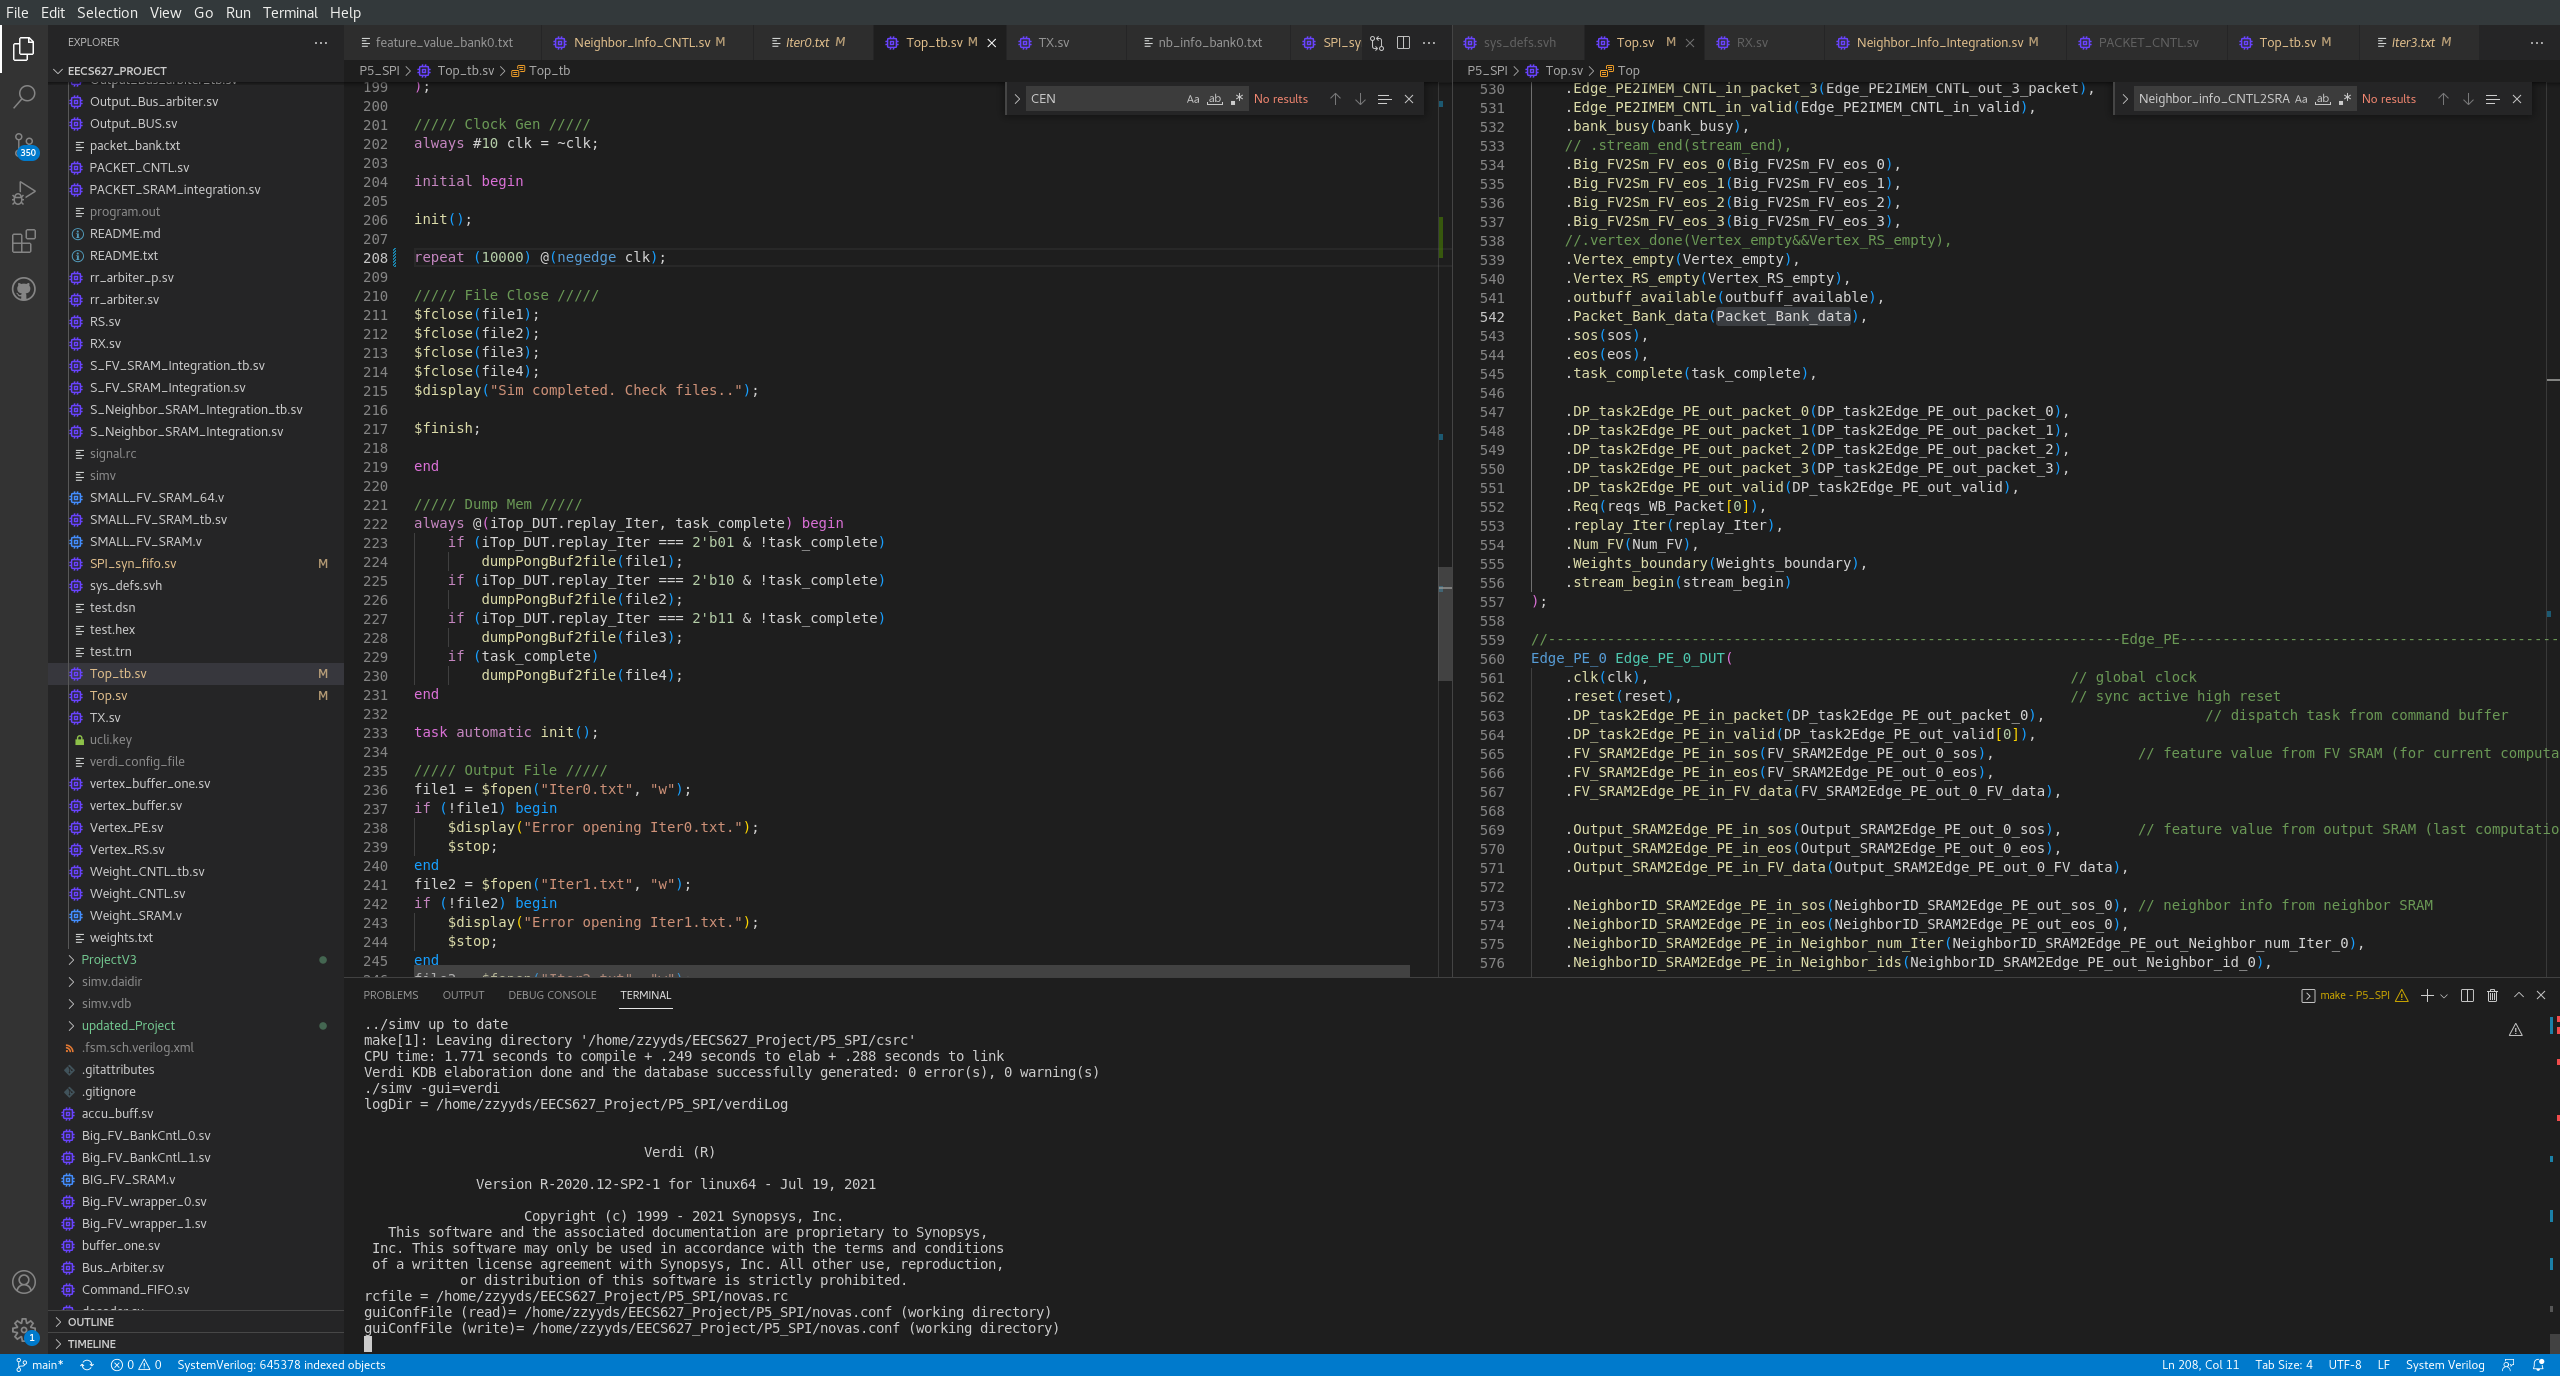 File Edit Selection View Go Run Terminal Help
EXPLORER
EECS627_PROJECT
Output_Bus_arbiter.sv
Output_BUS.sv
packet_bank.txt
PACKET_CNTL.sv
PACKET_SRAM_integration.sv
program.out
README.md
README.txt
rr_arbiter_p.sv
rr_arbiter.sv
RS.sv
RX.sv
S_FV_SRAM_Integration_tb.sv
S_FV_SRAM_Integration.sv
S_Neighbor_SRAM_Integration_tb.sv
S_Neighbor_SRAM_Integration.sv
signal.rc
simv
SMALL_FV_SRAM_64.v
SMALL_FV_SRAM_tb.sv
SMALL_FV_SRAM.v
SPI_syn_fifo.sv M
sys_defs.svh
test.dsn
test.hex
test.trn
Top_tb.sv M
Top.sv M
TX.sv
ucli.key
verdi_config_file
vertex_buffer_one.sv
vertex_buffer.sv
Vertex_PE.sv
Vertex_RS.sv
Weight_CNTL_tb.sv
Weight_CNTL.sv
Weight_SRAM.v
weights.txt
ProjectV3
simv.daidir
simv.vdb
updated_Project
.fsm.sch.verilog.xml
.gitattributes
.gitignore
accu_buff.sv
Big_FV_BankCntl_0.sv
Big_FV_BankCntl_1.sv
BIG_FV_SRAM.v
Big_FV_wrapper_0.sv
Big_FV_wrapper_1.sv
buffer_one.sv
Bus_Arbiter.sv
Command_FIFO.sv
OUTLINE
TIMELINE
350
1
feature_value_bank0.txt Neighbor_Info_CNTL.sv M Iter0.txt M Top_tb.sv M TX.sv nb_info_bank0.txt SPI_sy
P5_SPI > Top_tb.sv > Top_tb
CEN Aa ab No results
199 );
200
201 ///// Clock Gen /////
202 always #10 clk = ~clk;
203
204 initial begin
205
206 init();
207
208 repeat (10000) @(negedge clk);
209
210 ///// File Close /////
211 $fclose(file1);
212 $fclose(file2);
213 $fclose(file3);
214 $fclose(file4);
215 $display("Sim completed. Check files..");
216
217 $finish;
218
219 end
220
221 ///// Dump Mem /////
222 always @(iTop_DUT.replay_Iter, task_complete) begin
223 if (iTop_DUT.replay_Iter === 2'b01 & !task_complete)
224 dumpPongBuf2file(file1);
225 if (iTop_DUT.replay_Iter === 2'b10 & !task_complete)
226 dumpPongBuf2file(file2);
227 if (iTop_DUT.replay_Iter === 2'b11 & !task_complete)
228 dumpPongBuf2file(file3);
229 if (task_complete)
230 dumpPongBuf2file(file4);
231 end
232
233 task automatic init();
234
235 ///// Output File /////
236 file1 = $fopen("Iter0.txt", "w");
237 if (!file1) begin
238 $display("Error opening Iter0.txt.");
239 $stop;
240 end
241 file2 = $fopen("Iter1.txt", "w");
242 if (!file2) begin
243 $display("Error opening Iter1.txt.");
244 $stop;
245 end
sys_defs.svh Top.sv M RX.sv Neighbor_Info_Integration.sv M PACKET_CNTL.sv Top_tb.sv M Iter3.txt M
P5_SPI > Top.sv > Top
Neighbor_info_CNTL2SRA Aa ab No results
530 .Edge_PE2IMEM_CNTL_in_packet_3(Edge_PE2IMEM_CNTL_out_3_packet),
531 .Edge_PE2IMEM_CNTL_in_valid(Edge_PE2IMEM_CNTL_in_valid),
532 .bank_busy(bank_busy),
533 // .stream_end(stream_end),
534 .Big_FV2Sm_FV_eos_0(Big_FV2Sm_FV_eos_0),
535 .Big_FV2Sm_FV_eos_1(Big_FV2Sm_FV_eos_1),
536 .Big_FV2Sm_FV_eos_2(Big_FV2Sm_FV_eos_2),
537 .Big_FV2Sm_FV_eos_3(Big_FV2Sm_FV_eos_3),
538 //.vertex_done(Vertex_empty&&Vertex_RS_empty),
539 .Vertex_empty(Vertex_empty),
540 .Vertex_RS_empty(Vertex_RS_empty),
541 .outbuff_available(outbuff_available),
542 .Packet_Bank_data(Packet_Bank_data),
543 .sos(sos),
544 .eos(eos),
545 .task_complete(task_complete),
546
547 .DP_task2Edge_PE_out_packet_0(DP_task2Edge_PE_out_packet_0),
548 .DP_task2Edge_PE_out_packet_1(DP_task2Edge_PE_out_packet_1),
549 .DP_task2Edge_PE_out_packet_2(DP_task2Edge_PE_out_packet_2),
550 .DP_task2Edge_PE_out_packet_3(DP_task2Edge_PE_out_packet_3),
551 .DP_task2Edge_PE_out_valid(DP_task2Edge_PE_out_valid),
552 .Req(reqs_WB_Packet[0]),
553 .replay_Iter(replay_Iter),
554 .Num_FV(Num_FV),
555 .Weights_boundary(Weights_boundary),
556 .stream_begin(stream_begin)
557 );
558
559 //--------------------------------------------------------------------Edge_PE---------------------------------------------
560 Edge_PE_0 Edge_PE_0_DUT(
561 .clk(clk), // global clock
562 .reset(reset), // sync active high reset
563 .DP_task2Edge_PE_in_packet(DP_task2Edge_PE_out_packet_0), // dispatch task from command buffer
564 .DP_task2Edge_PE_in_valid(DP_task2Edge_PE_out_valid[0]),
565 .FV_SRAM2Edge_PE_in_sos(FV_SRAM2Edge_PE_out_0_sos), // feature value from FV SRAM (for current computa
566 .FV_SRAM2Edge_PE_in_eos(FV_SRAM2Edge_PE_out_0_eos),
567 .FV_SRAM2Edge_PE_in_FV_data(FV_SRAM2Edge_PE_out_0_FV_data),
568
569 .Output_SRAM2Edge_PE_in_sos(Output_SRAM2Edge_PE_out_0_sos), // feature value from output SRAM (last computatio
570 .Output_SRAM2Edge_PE_in_eos(Output_SRAM2Edge_PE_out_0_eos),
571 .Output_SRAM2Edge_PE_in_FV_data(Output_SRAM2Edge_PE_out_0_FV_data),
572
573 .NeighborID_SRAM2Edge_PE_in_sos(NeighborID_SRAM2Edge_PE_out_sos_0), // neighbor info from neighbor SRAM
574 .NeighborID_SRAM2Edge_PE_in_eos(NeighborID_SRAM2Edge_PE_out_eos_0),
575 .NeighborID_SRAM2Edge_PE_in_Neighbor_num_Iter(NeighborID_SRAM2Edge_PE_out_Neighbor_num_Iter_0),
576 .NeighborID_SRAM2Edge_PE_in_Neighbor_ids(NeighborID_SRAM2Edge_PE_out_Neighbor_id_0),
PROBLEMS OUTPUT DEBUG CONSOLE TERMINAL
make - P5_SPI
../simv up to date
make[1]: Leaving directory '/home/zzyyds/EECS627_Project/P5_SPI/csrc'
CPU time: 1.771 seconds to compile + .249 seconds to elab + .288 seconds to link
Verdi KDB elaboration done and the database successfully generated: 0 error(s), 0 warning(s)
./simv -gui=verdi
logDir = /home/zzyyds/EECS627_Project/P5_SPI/verdiLog
Verdi (R)
Version R-2020.12-SP2-1 for linux64 - Jul 19, 2021
Copyright (c) 1999 - 2021 Synopsys, Inc.
This software and the associated documentation are proprietary to Synopsys,
Inc. This software may only be used in accordance with the terms and conditions
of a written license agreement with Synopsys, Inc. All other use, reproduction,
or distribution of this software is strictly prohibited.
rcfile = /home/zzyyds/EECS627_Project/P5_SPI/novas.rc
guiConfFile (read)= /home/zzyyds/EECS627_Project/P5_SPI/novas.conf (working directory)
guiConfFile (write)= /home/zzyyds/EECS627_Project/P5_SPI/novas.conf (working directory)
main* 0 0 SystemVerilog: 645378 indexed objects
Ln 208, Col 11 Tab Size: 4 UTF-8 LF System Verilog